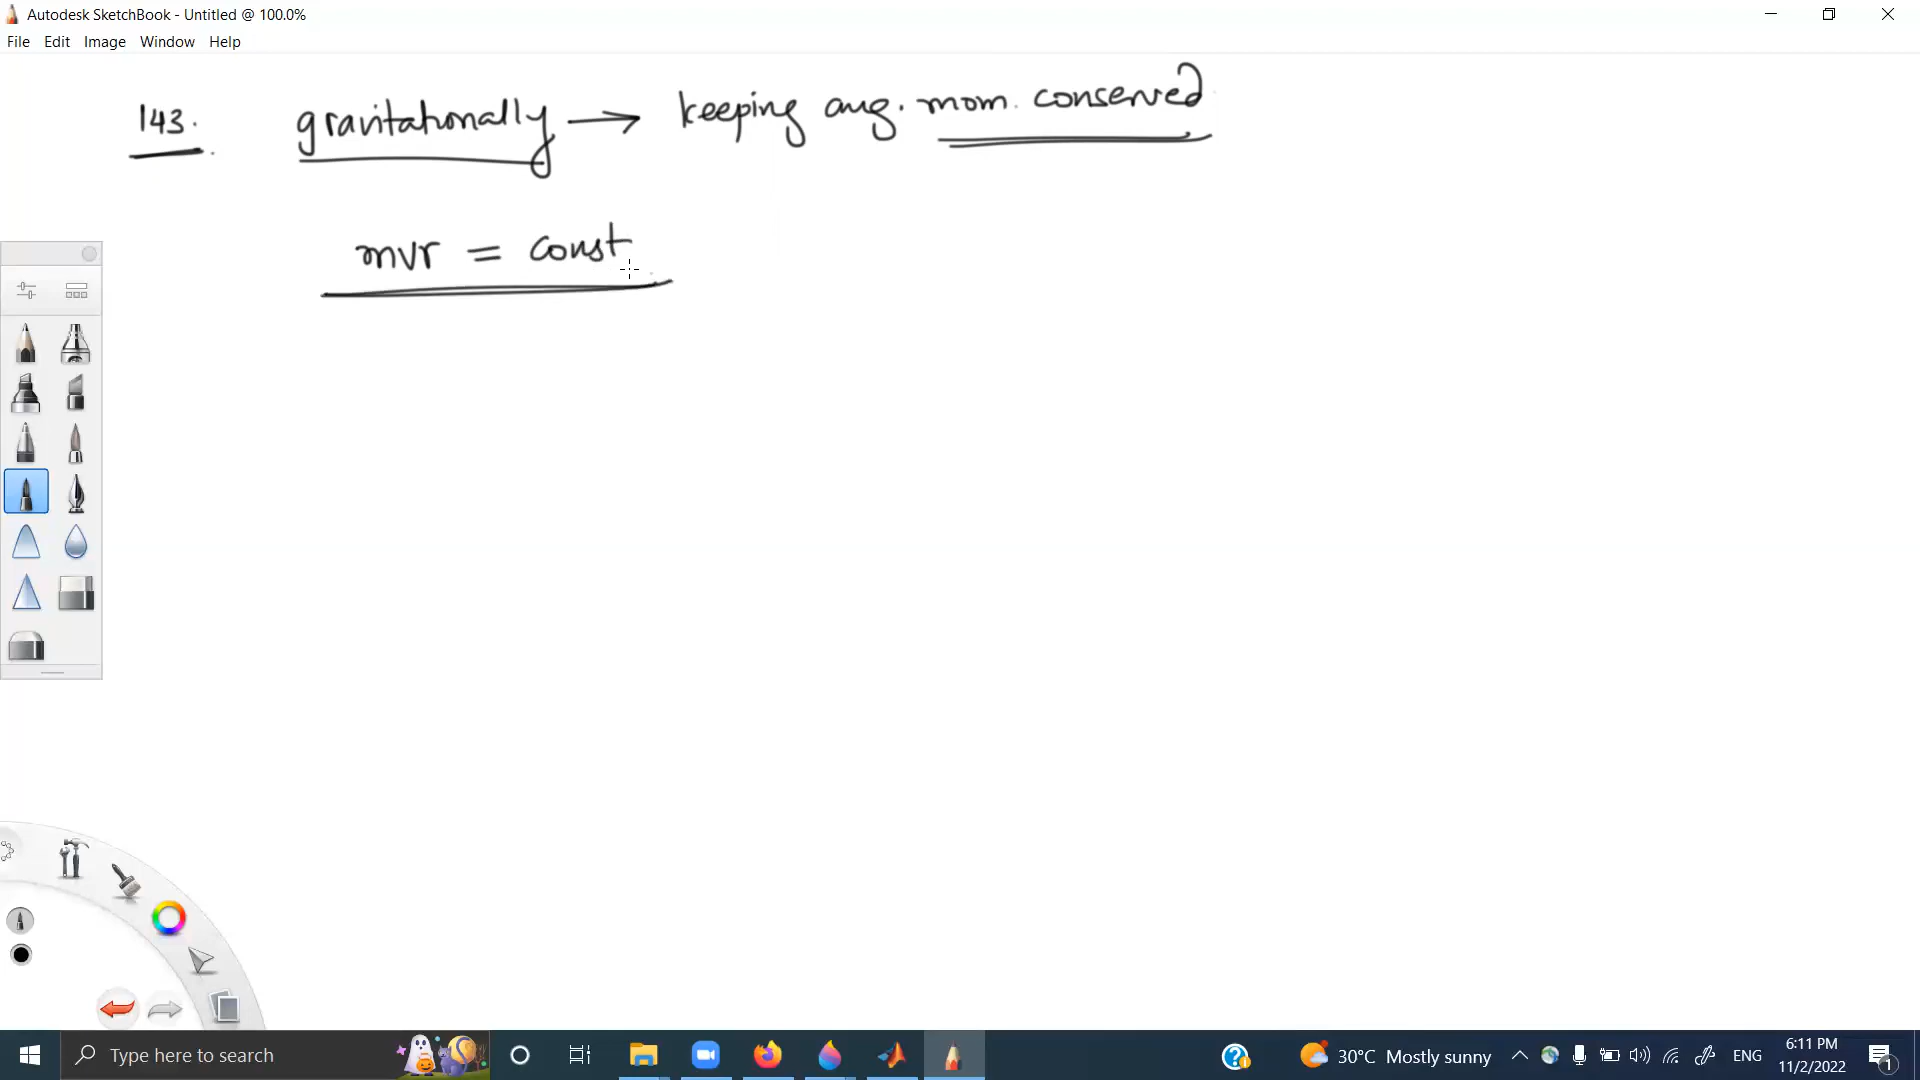 Autodesk SketchBook - Untitled @ 100.0%
File Edit Image Window Help
143. gravitationally → keeping ang. mom. conserved
mvr = const
Type here to search
30°C Mostly sunny
ENG
6:11 PM
11/2/2022
1